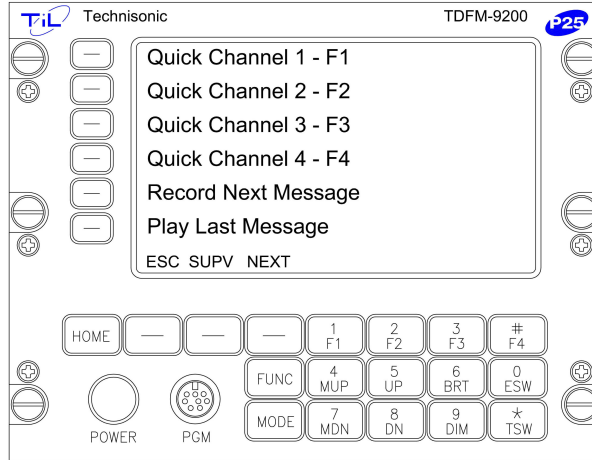 TiL Technisonic TDFM-9200 P25
Quick Channel 1 - F1
Quick Channel 2 - F2
Quick Channel 3 - F3
Quick Channel 4 - F4
Record Next Message
Play Last Message
ESC SUPV NEXT
HOME 1 F1 2 F2 3 F3 # F4
FUNC 4 MUP 5 UP 6 BRT 0 ESW
MODE 7 MDN 8 DN 9 DIM * TSW
POWER PGM